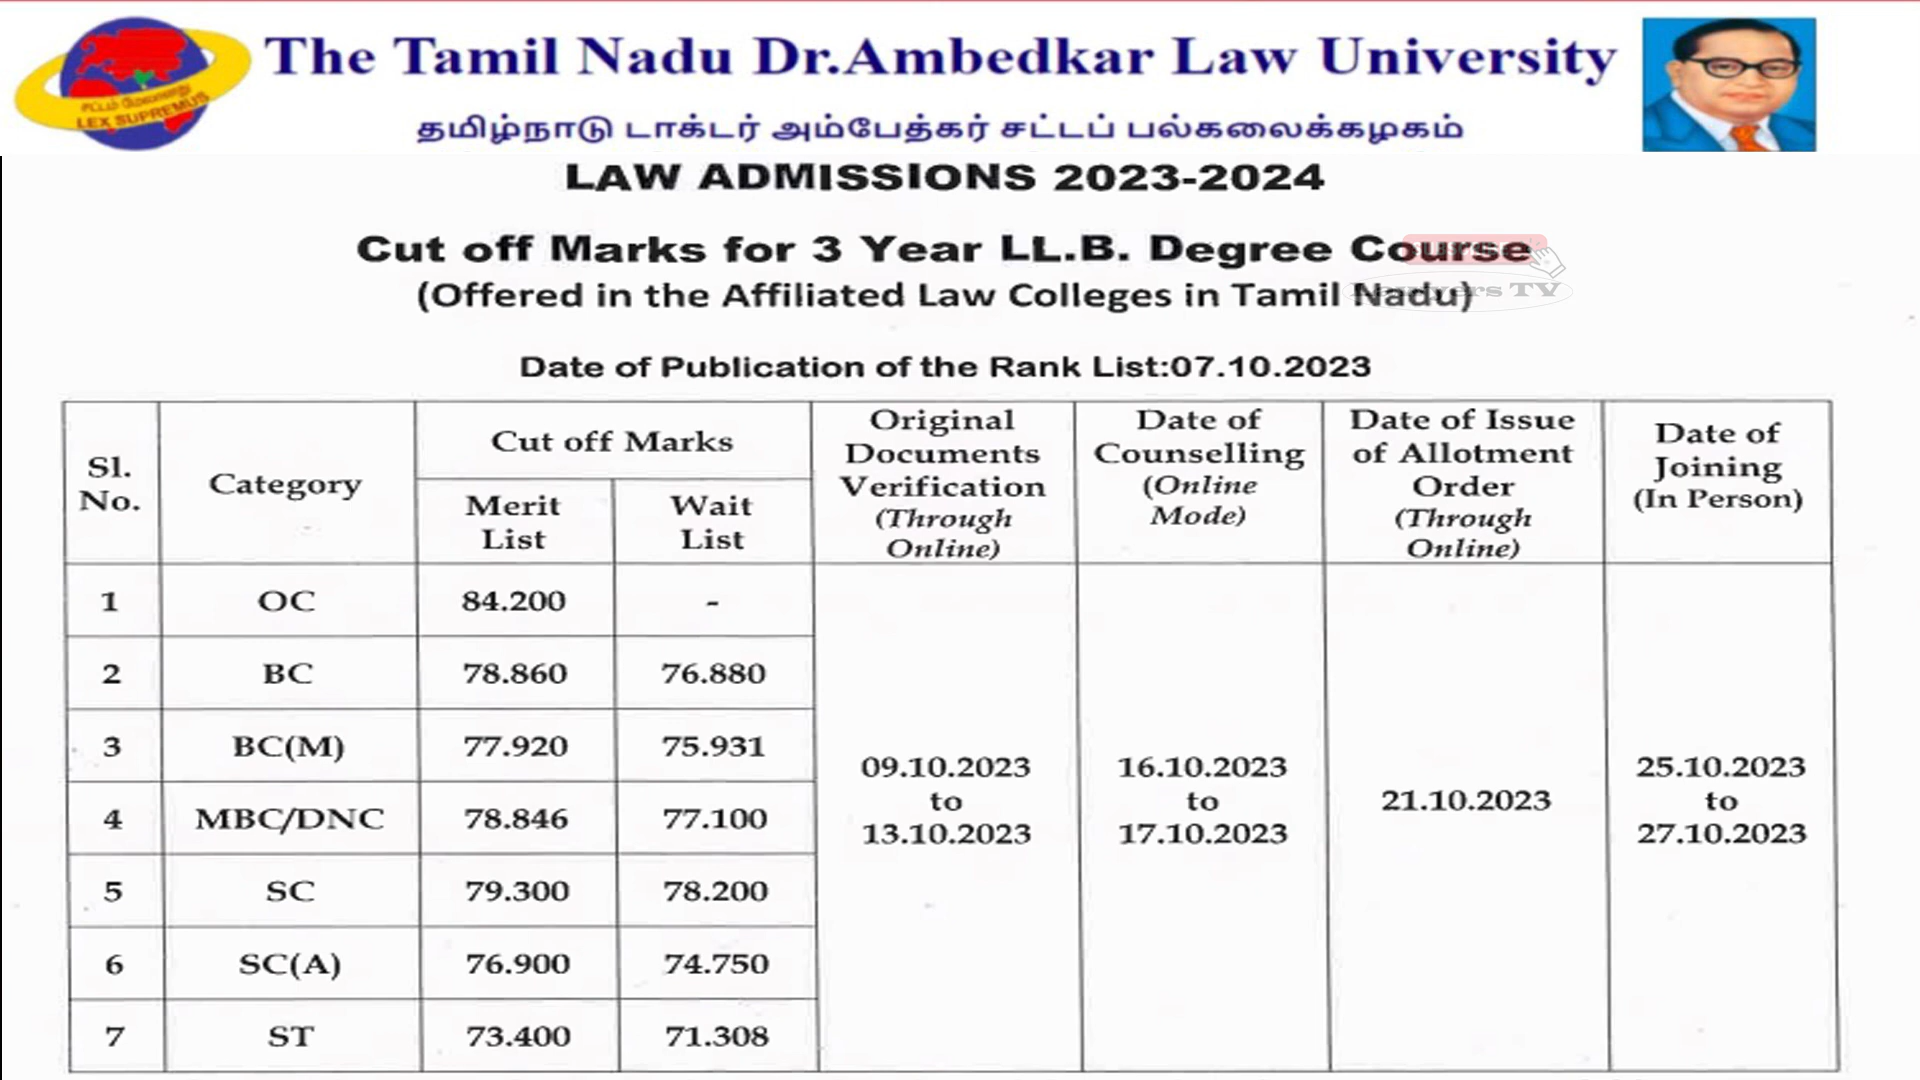 The Tamil Nadu Dr.Ambedkar Law University
தமிழ்நாடு டாக்டர் அம்பேத்கர் சட்டப் பல்கலைக்கழகம்
சட்டம் மேலானது
LEX SUPREMUS
LAW ADMISSIONS 2023-2024
Cut off Marks for 3 Year LL.B. Degree Course
(Offered in the Affiliated Law Colleges in Tamil Nadu)
TV
Date of Publication of the Rank List:07.10.2023
Sl. No.
Category
Cut off Marks
Merit List
Wait List
Original Documents Verification (Through Online)
Date of Counselling (Online Mode)
Date of Issue of Allotment Order (Through Online)
Date of Joining (In Person)
1 OC 84.200 -
2 BC 78.860 76.880
3 BC(M) 77.920 75.931
4 MBC/DNC 78.846 77.100
5 SC 79.300 78.200
6 SC(A) 76.900 74.750
7 ST 73.400 71.308
09.10.2023 to 13.10.2023
16.10.2023 to 17.10.2023
21.10.2023
25.10.2023 to 27.10.2023